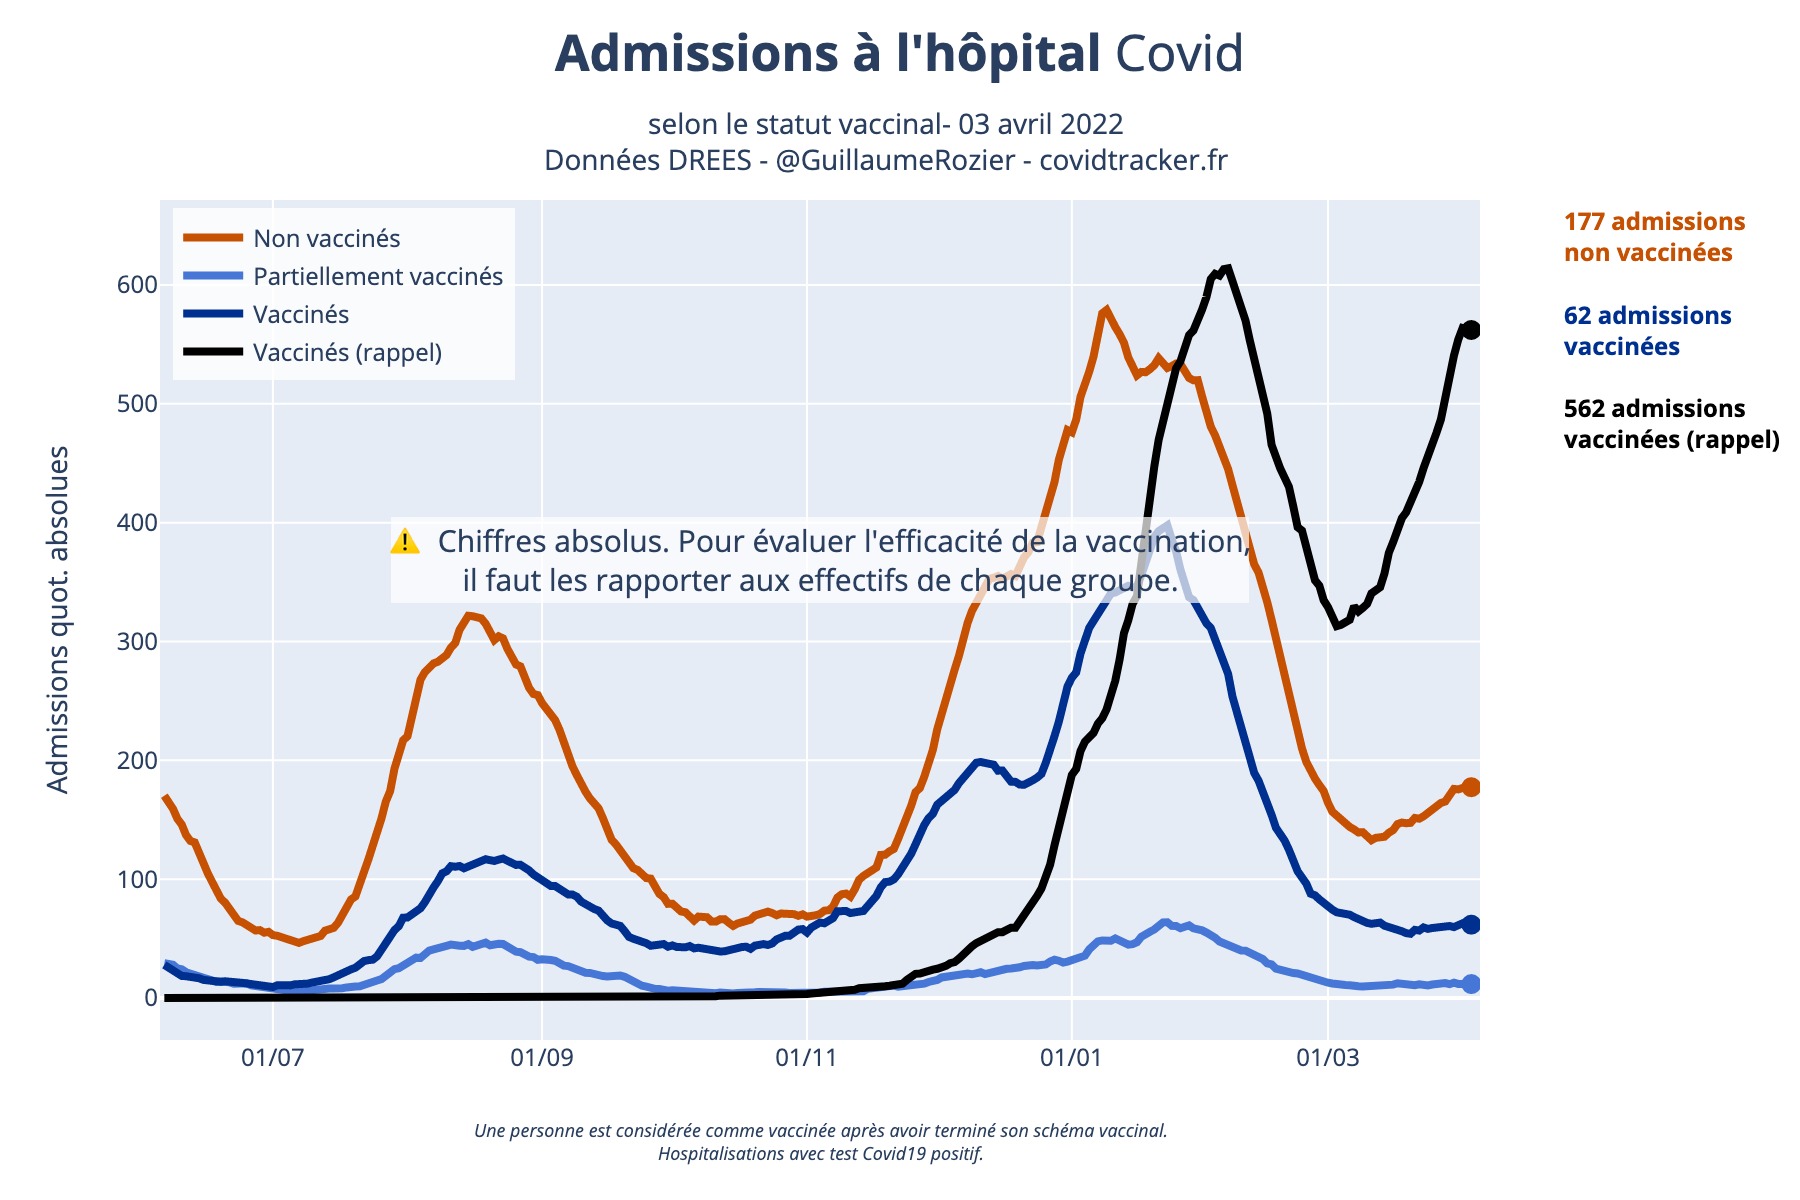 Admissions à l'hôpital Covid
selon le statut vaccinal- 03 avril 2022
Données DREES - @GuillaumeRozier - covidtracker.fr
Non vaccinés
Partiellement vaccinés
Vaccinés
Vaccinés (rappel)
177 admissions
non vaccinées
62 admissions
vaccinées
562 admissions
vaccinées (rappel)
Admissions quot. absolues
600
500
400
300
200
100
0
⚠️ Chiffres absolus. Pour évaluer l'efficacité de la vaccination,
il faut les rapporter aux effectifs de chaque groupe.
01/07
01/09
01/11
01/01
01/03
Une personne est considérée comme vaccinée après avoir terminé son schéma vaccinal.
Hospitalisations avec test Covid19 positif.